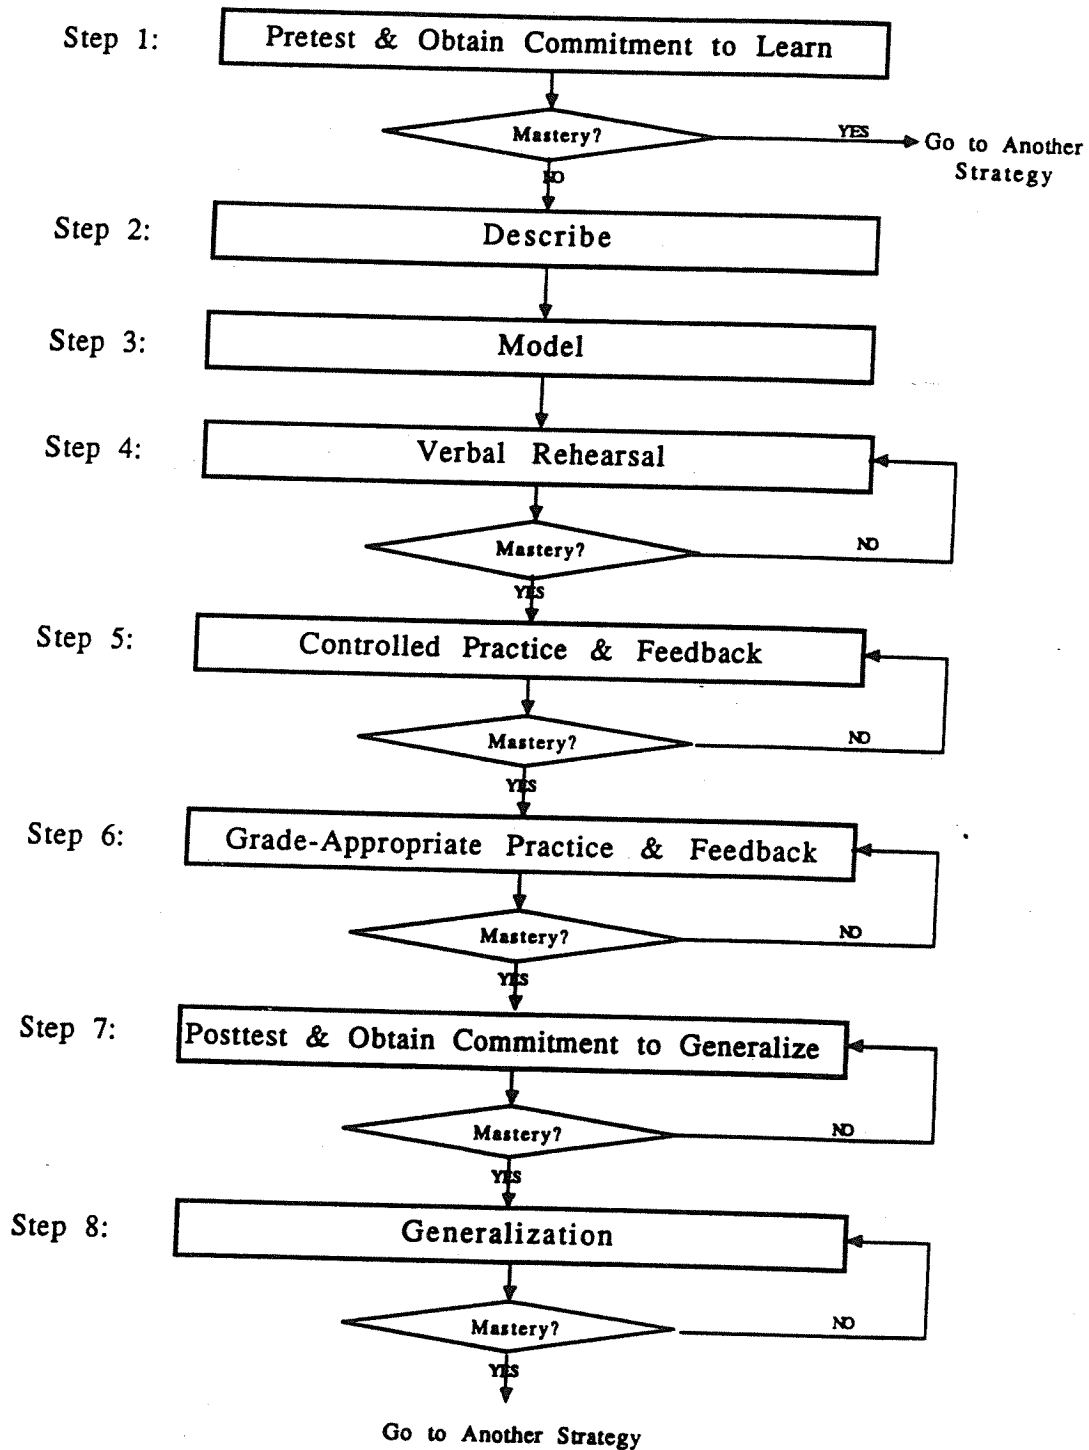 Step 1: Pretest & Obtain Commitment to Learn
Mastery?
YES
Go to Another
Strategy
NO
Step 2: Describe
Step 3: Model
Step 4: Verbal Rehearsal
Mastery?
NO
YES
Step 5: Controlled Practice & Feedback
Mastery?
NO
YES
Step 6: Grade-Appropriate Practice & Feedback
Mastery?
NO
YES
Step 7: Posttest & Obtain Commitment to Generalize
Mastery?
NO
YES
Step 8: Generalization
Mastery?
NO
YES
Go to Another Strategy